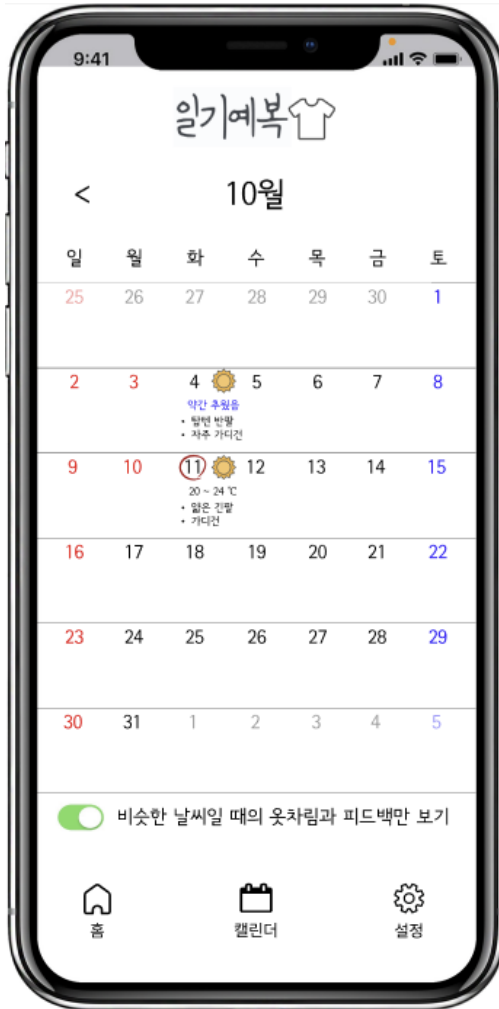 9:41
일기예복
<
10월
일 월 화 수 목 금 토
25 26 27 28 29 30 1
2 3 4 5 6 7 8
약간 추웠음
• 탑텐 반팔
• 자주 가디건
9 10 11 12 13 14 15
20 ~ 24 ℃
• 얇은 긴팔
• 가디건
16 17 18 19 20 21 22
23 24 25 26 27 28 29
30 31 1 2 3 4 5
비슷한 날씨일 때의 옷차림과 피드백만 보기
홈 캘린더 설정